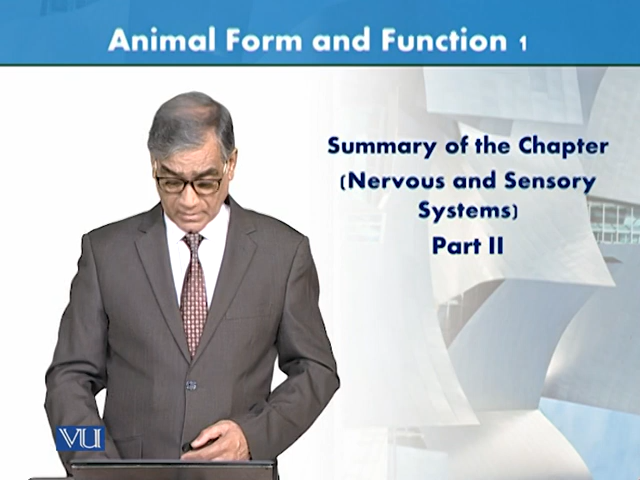 Animal Form and Function 1
Summary of the Chapter
(Nervous and Sensory
Systems)
Part II
VU